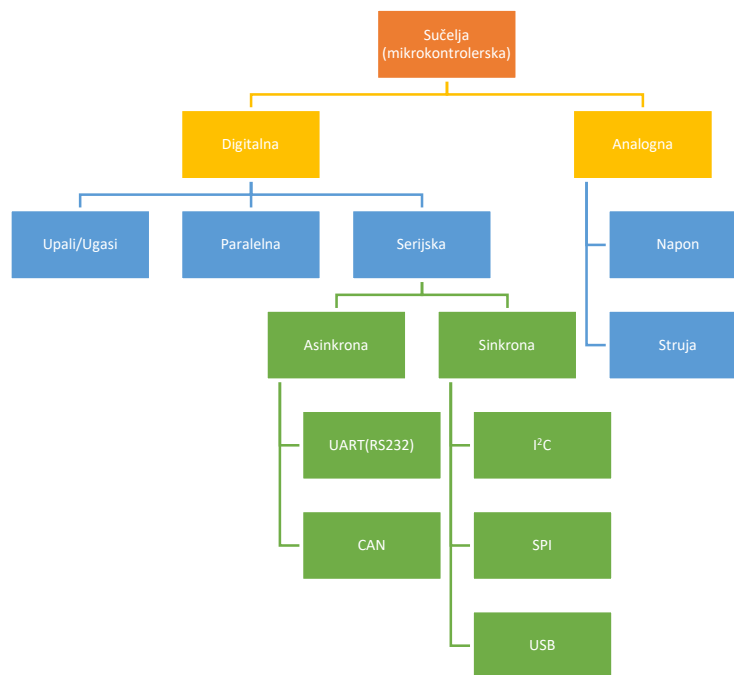 Sučelja
(mikrokontrolerska)
Digitalna
Analogna
Upali/Ugasi
Paralelna
Serijska
Napon
Asinkrona
Sinkrona
Struja
UART(RS232)
I²C
CAN
SPI
USB